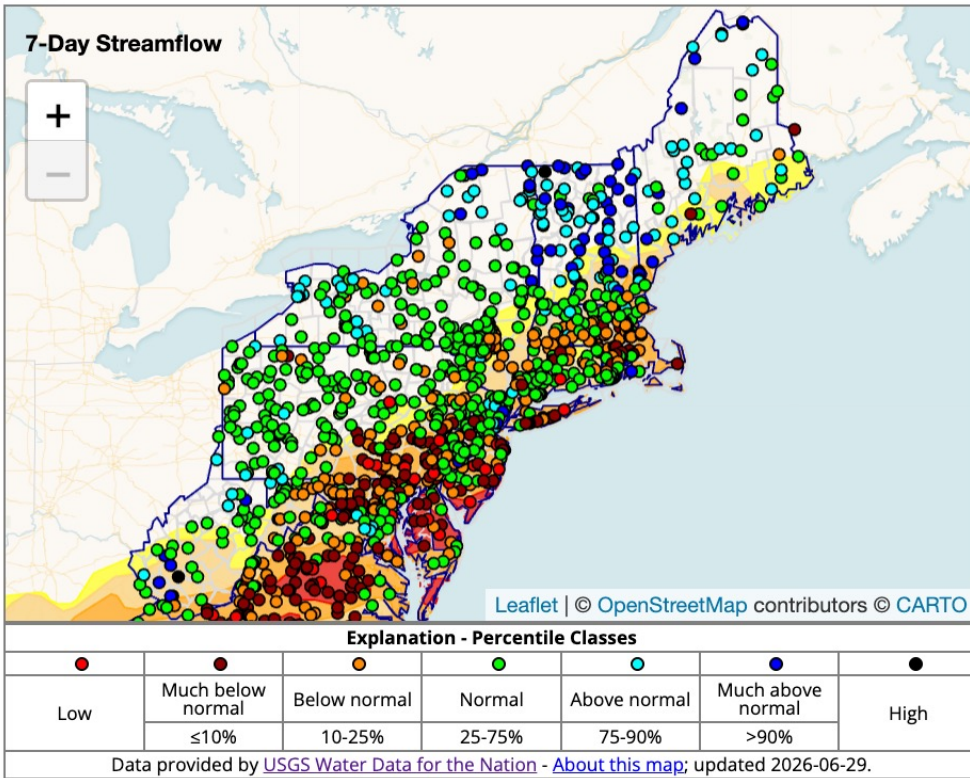 7-Day Streamflow
+
−
Leaflet | © OpenStreetMap contributors © CARTO
Explanation - Percentile Classes
Low
Much below normal
Below normal
Normal
Above normal
Much above normal
High
≤10%
10-25%
25-75%
75-90%
>90%
Data provided by USGS Water Data for the Nation - About this map; updated 2026-06-29.